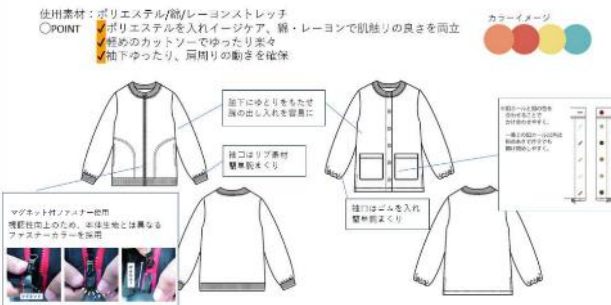 使用素材：ポリエステル/綿/レーヨンストレッチ
○POINT ✓ポリエステルを入れイージケア、綿・レーヨンで肌触りの良さを両立
✓軽めのカットソーでゆったり楽々
✓袖下ゆったり、肩周りの動きを確保
カラーイメージ
脇下にゆとりをもたせ
腕の出し入れを容易に
袖口はリブ素材
簡単腕まくり
袖口はゴムを入れ
簡単腕まくり
マグネット付ファスナー使用
視認性向上のため、本体生地とは異なる
ファスナーカラーを採用